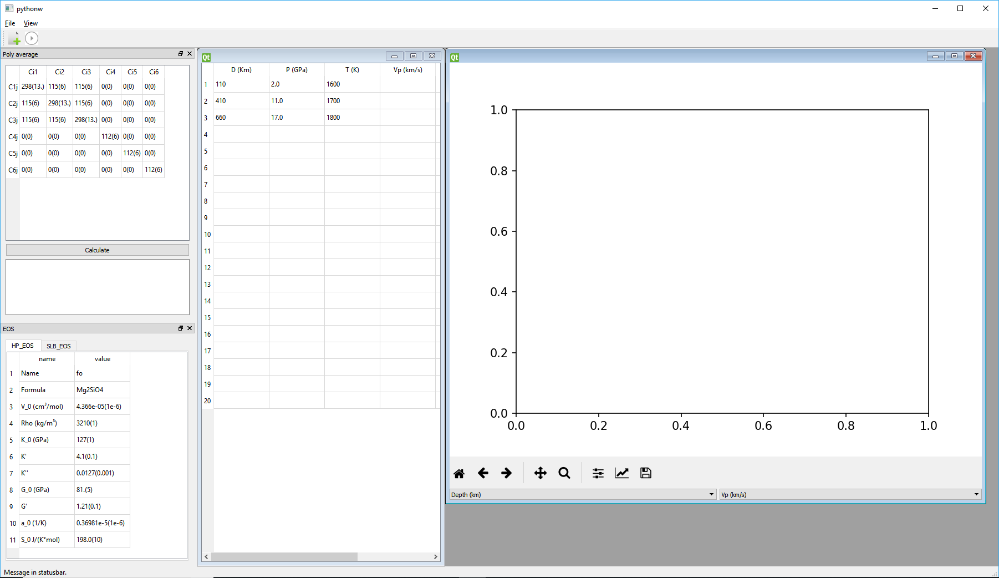 pythonw
File View
Poly average
Ci1 Ci2 Ci3 Ci4 Ci5 Ci6
C1j 298(13.) 115(6) 115(6) 0(0) 0(0) 0(0)
C2j 115(6) 298(13.) 115(6) 0(0) 0(0) 0(0)
C3j 115(6) 115(6) 298(13.) 0(0) 0(0) 0(0)
C4j 0(0) 0(0) 0(0) 112(6) 0(0) 0(0)
C5j 0(0) 0(0) 0(0) 0(0) 112(6) 0(0)
C6j 0(0) 0(0) 0(0) 0(0) 0(0) 112(6)
Calculate
EOS
HP_EOS SLB_EOS
name value
1 Name fo
2 Formula Mg2SiO4
3 V_0 (cm³/mol) 4.366e-05(1e-6)
4 Rho (kg/m³) 3210(1)
5 K_0 (GPa) 127(1)
6 K' 4.1(0.1)
7 K'' 0.0127(0.001)
8 G_0 (GPa) 81.(5)
9 G' 1.21(0.1)
10 a_0 (1/K) 0.36981e-5(1e-6)
11 S_0 J/(K*mol) 198.0(10)
Message in statusbar.
Qt
D (Km) P (GPa) T (K) Vp (km/s)
1 110 2.0 1600
2 410 11.0 1700
3 660 17.0 1800
4
5
6
7
8
9
10
11
12
13
14
15
16
17
18
19
20
Qt
1.0
0.8
0.6
0.4
0.2
0.0
0.0 0.2 0.4 0.6 0.8 1.0
Depth (km) Vp (km/s)